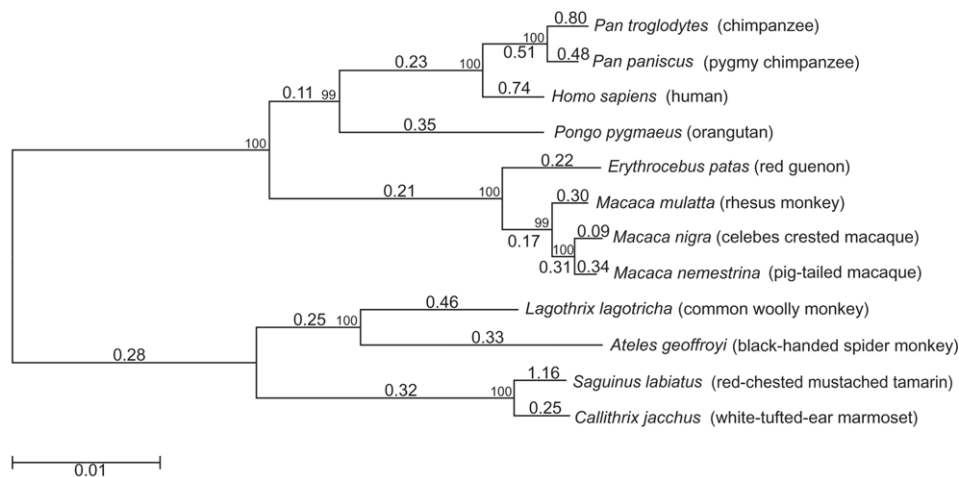 0.80 Pan troglodytes (chimpanzee)
100
0.51 0.48 Pan paniscus (pygmy chimpanzee)
0.23 100
0.11 99 0.74 Homo sapiens (human)
0.35 Pongo pygmaeus (orangutan)
100
0.22 Erythrocebus patas (red guenon)
0.21 100
0.30 Macaca mulatta (rhesus monkey)
99
0.17 0.09 Macaca nigra (celebes crested macaque)
100
0.31 0.34 Macaca nemestrina (pig-tailed macaque)
0.46 Lagothrix lagotricha (common woolly monkey)
0.25 100
0.33 Ateles geoffroyi (black-handed spider monkey)
0.28
1.16 Saguinus labiatus (red-chested mustached tamarin)
0.32 100
0.25 Callithrix jacchus (white-tufted-ear marmoset)
0.01